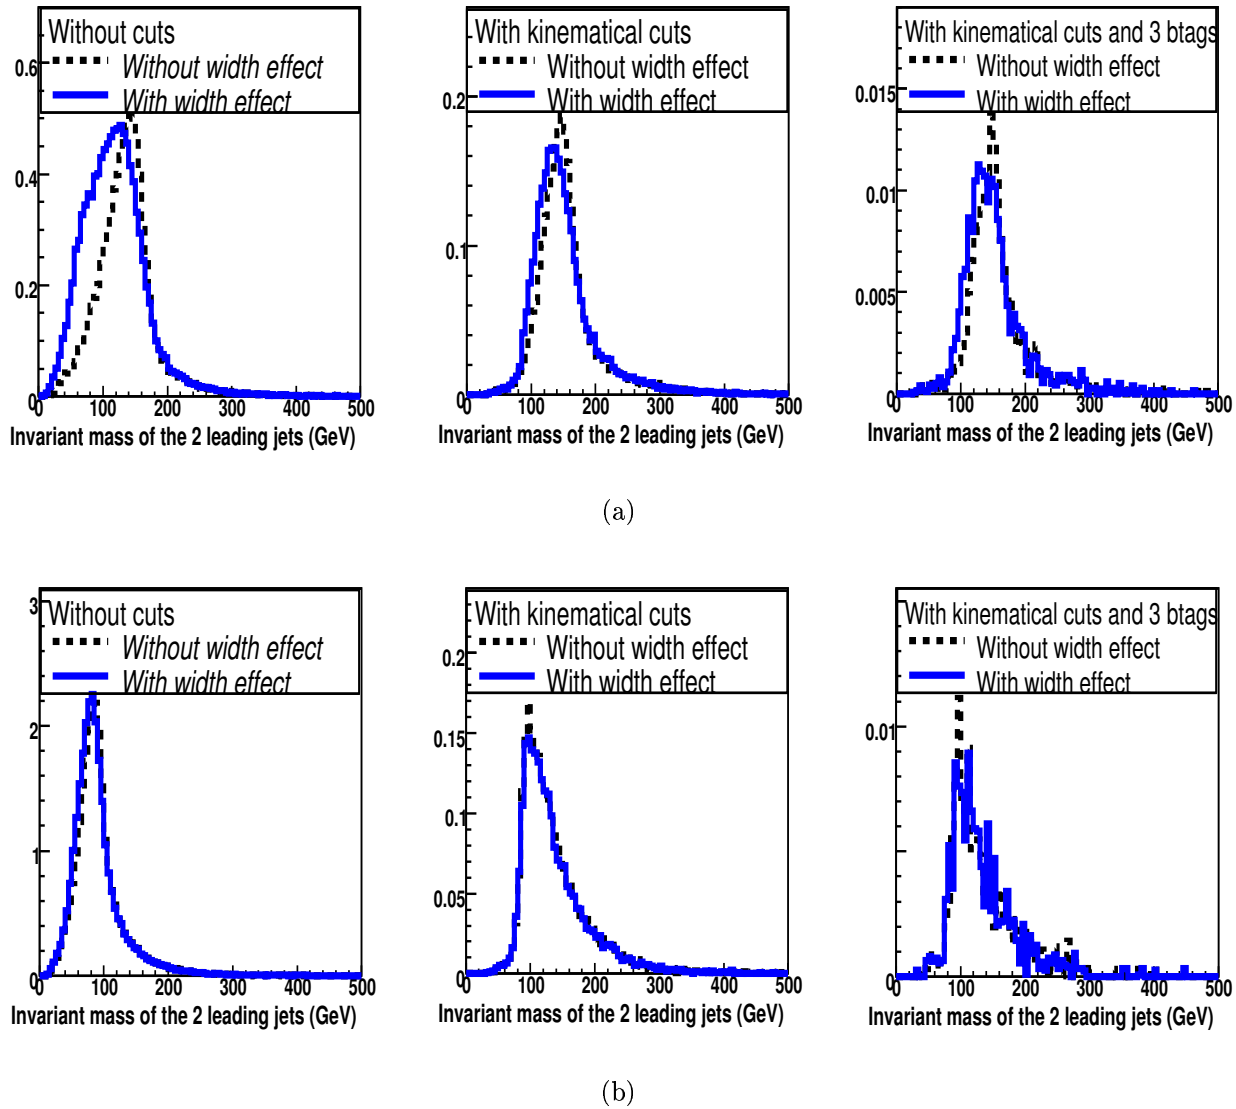 Without cuts
Without width effect
With width effect
0.6
0.4
0.2
0
0 100 200 300 400 500
Invariant mass of the 2 leading jets (GeV)
With kinematical cuts
Without width effect
With width effect
0.2
0.1
0
0 100 200 300 400 500
Invariant mass of the 2 leading jets (GeV)
With kinematical cuts and 3 btags
Without width effect
With width effect
0.015
0.01
0.005
0
0 100 200 300 400 500
Invariant mass of the 2 leading jets (GeV)
(a)
Without cuts
Without width effect
With width effect
3
2
1
0
0 100 200 300 400 500
Invariant mass of the 2 leading jets (GeV)
With kinematical cuts
Without width effect
With width effect
0.2
0.15
0.1
0.05
0
0 100 200 300 400 500
Invariant mass of the 2 leading jets (GeV)
With kinematical cuts and 3 btags
Without width effect
With width effect
0.01
0
0 100 200 300 400 500
Invariant mass of the 2 leading jets (GeV)
(b)